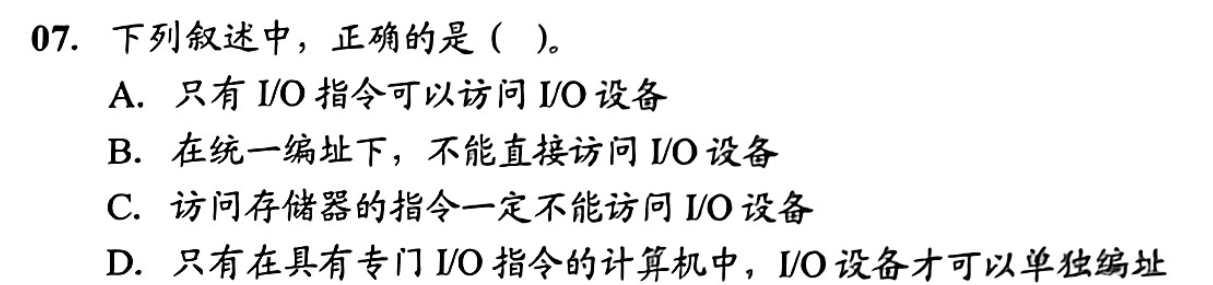 07. 下列叙述中，正确的是（ ）。
A. 只有 I/O 指令可以访问 I/O 设备
B. 在统一编址下，不能直接访问 I/O 设备
C. 访问存储器的指令一定不能访问 I/O 设备
D. 只有在具有专门 I/O 指令的计算机中，I/O 设备才可以单独编址